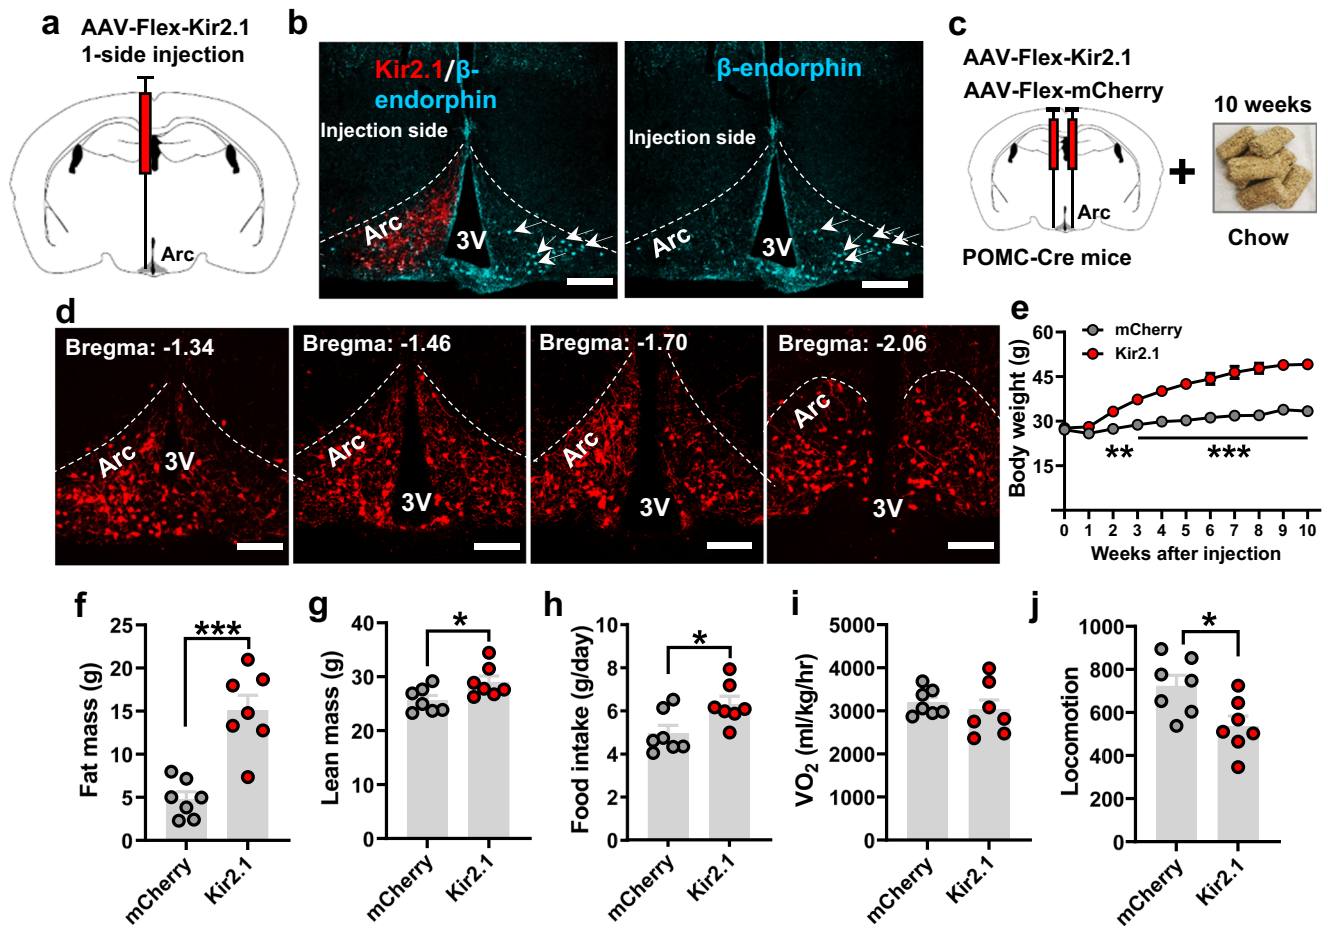 a
AAV-Flex-Kir2.1
1-side injection
Arc
b
Kir2.1/β-
endorphin
Injection side
Arc
3V
β-endorphin
Injection side
Arc
3V
c
AAV-Flex-Kir2.1
AAV-Flex-mCherry
10 weeks
Arc
+
POMC-Cre mice
Chow
d
Bregma: -1.34
Arc
3V
Bregma: -1.46
Arc
3V
Bregma: -1.70
Arc
3V
Bregma: -2.06
Arc
3V
e
mCherry
Kir2.1
Body weight (g)
60
45
30
15
** ***
0 1 2 3 4 5 6 7 8 9 10
Weeks after injection
f
Fat mass (g)
25
20
15
10
5
0
***
mCherry
Kir2.1
g
Lean mass (g)
40
30
20
10
0
*
mCherry
Kir2.1
h
Food intake (g/day)
10
8
6
4
2
0
*
mCherry
Kir2.1
i
VO2 (ml/kg/hr)
5000
4000
3000
2000
1000
0
mCherry
Kir2.1
j
Locomotion
1000
800
600
400
200
0
*
mCherry
Kir2.1